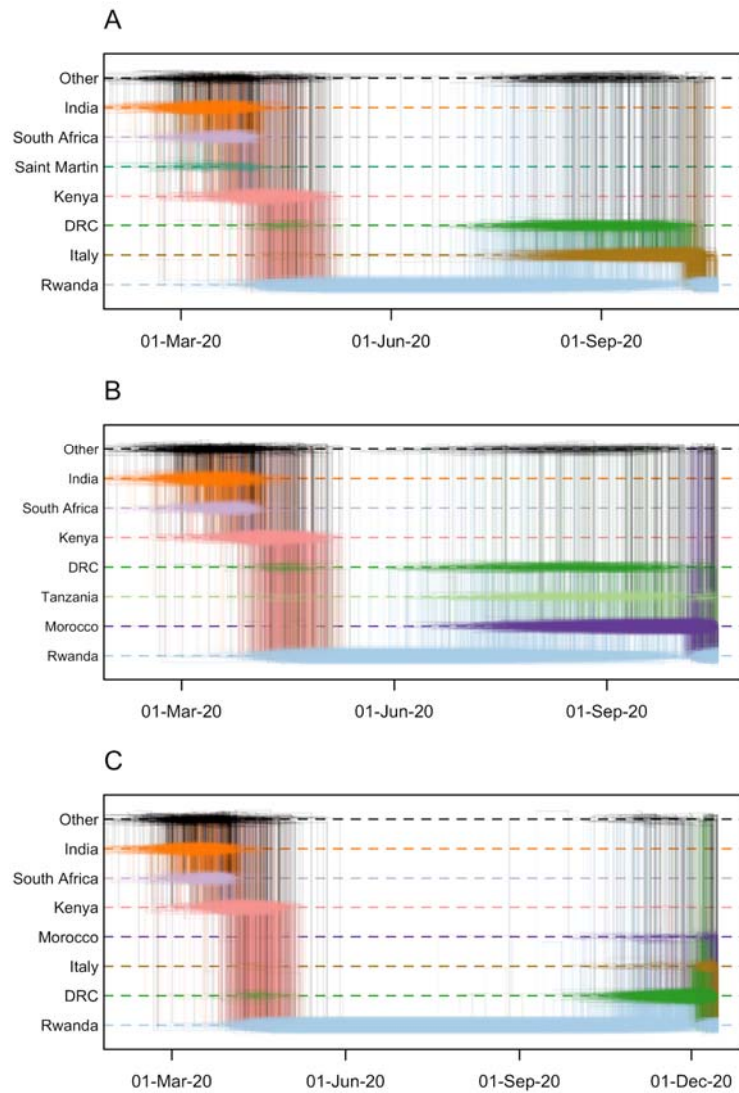 A
Other
India
South Africa
Saint Martin
Kenya
DRC
Italy
Rwanda
01-Mar-20
01-Jun-20
01-Sep-20
B
Other
India
South Africa
Kenya
DRC
Tanzania
Morocco
Rwanda
01-Mar-20
01-Jun-20
01-Sep-20
C
Other
India
South Africa
Kenya
Morocco
Italy
DRC
Rwanda
01-Mar-20
01-Jun-20
01-Sep-20
01-Dec-20